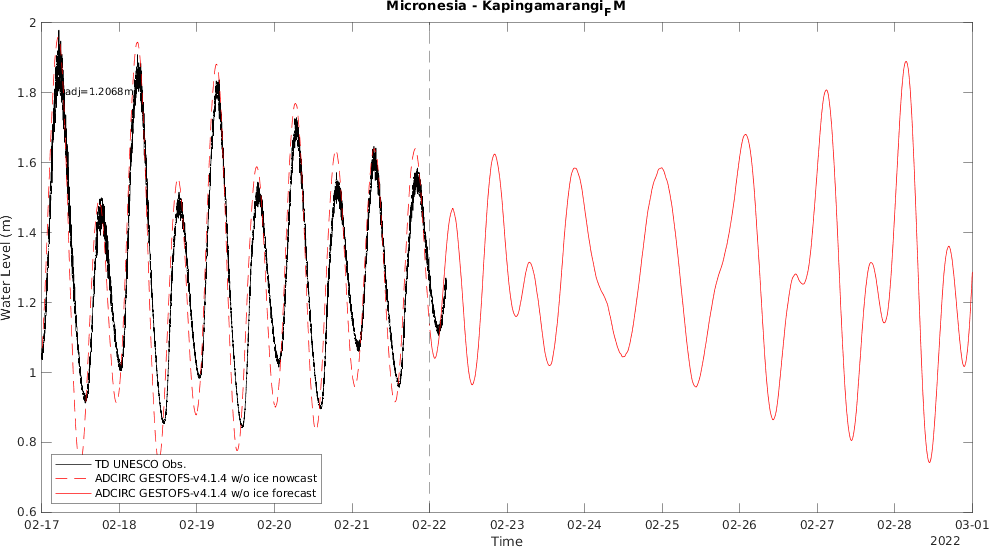 Micronesia - Kapingamarangi_FM
2
1.8
1.6
1.4
1.2
1
0.8
0.6
Water Level (m)
adj=1.2068m
TD UNESCO Obs.
ADCIRC GESTOFS-v4.1.4 w/o ice nowcast
ADCIRC GESTOFS-v4.1.4 w/o ice forecast
02-17 02-18 02-19 02-20 02-21 02-22 02-23 02-24 02-25 02-26 02-27 02-28 03-01
Time
2022